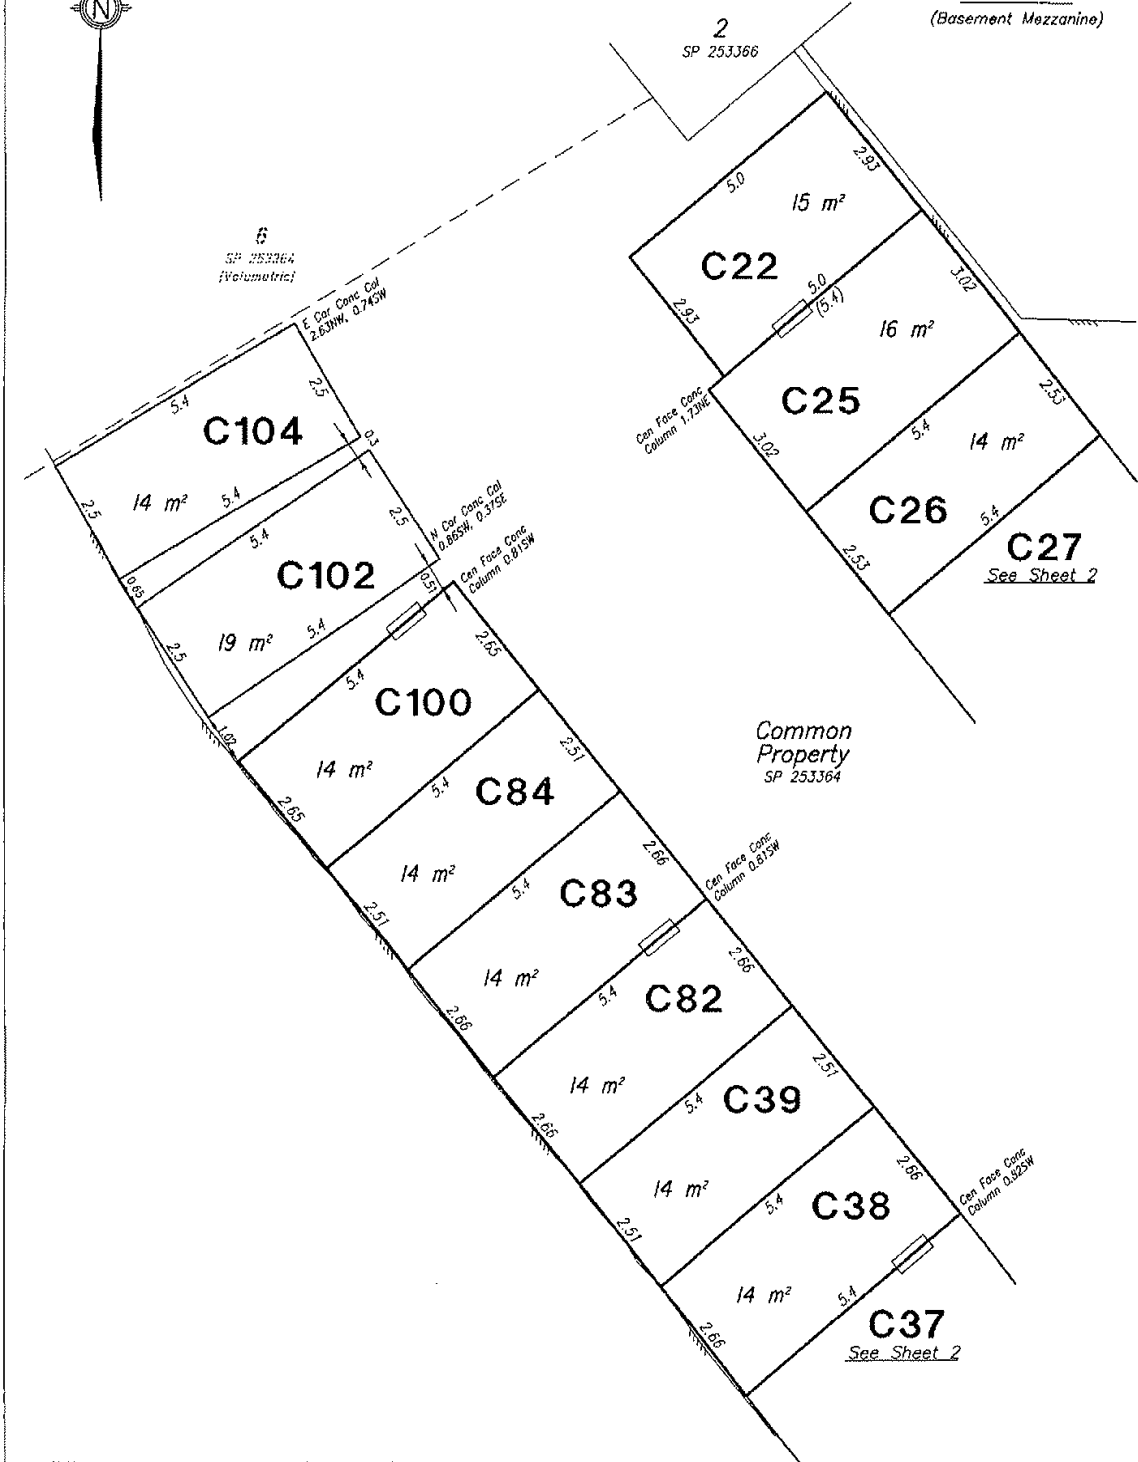 N
(Basement Mezzanine)
2
SP 253366
2.93
5.0
15 m²
6
SP 253364
(Volumetric)
C22
5.0
(5.4)
3.02
2.93
16 m²
E Cor Conc Col
2.63NW, 0.74SW
2.5
5.4
C104
C25
2.53
Cen Face Conc
Column 1.73NE
5.4
0.3
14 m²
3.02
14 m²
5.4
2.5
C26
5.4
2.5
5.4
N Cor Conc Col
0.86SW, 0.37SE
C27
See Sheet 2
2.53
C102
0.65
0.51
Cen Face Conc
Column 0.81SW
19 m²
5.4
2.5
2.65
5.4
C100
1.02
14 m²
Common
Property
SP 253364
2.51
5.4
C84
2.65
2.66
14 m²
5.4
C83
Cen Face Conc
Column 0.81SW
2.51
14 m²
2.66
5.4
C82
2.66
14 m²
2.51
5.4
C39
2.66
14 m²
2.66
Cen Face Conc
Column 0.82SW
5.4
C38
2.51
14 m²
5.4
C37
See Sheet 2
2.66